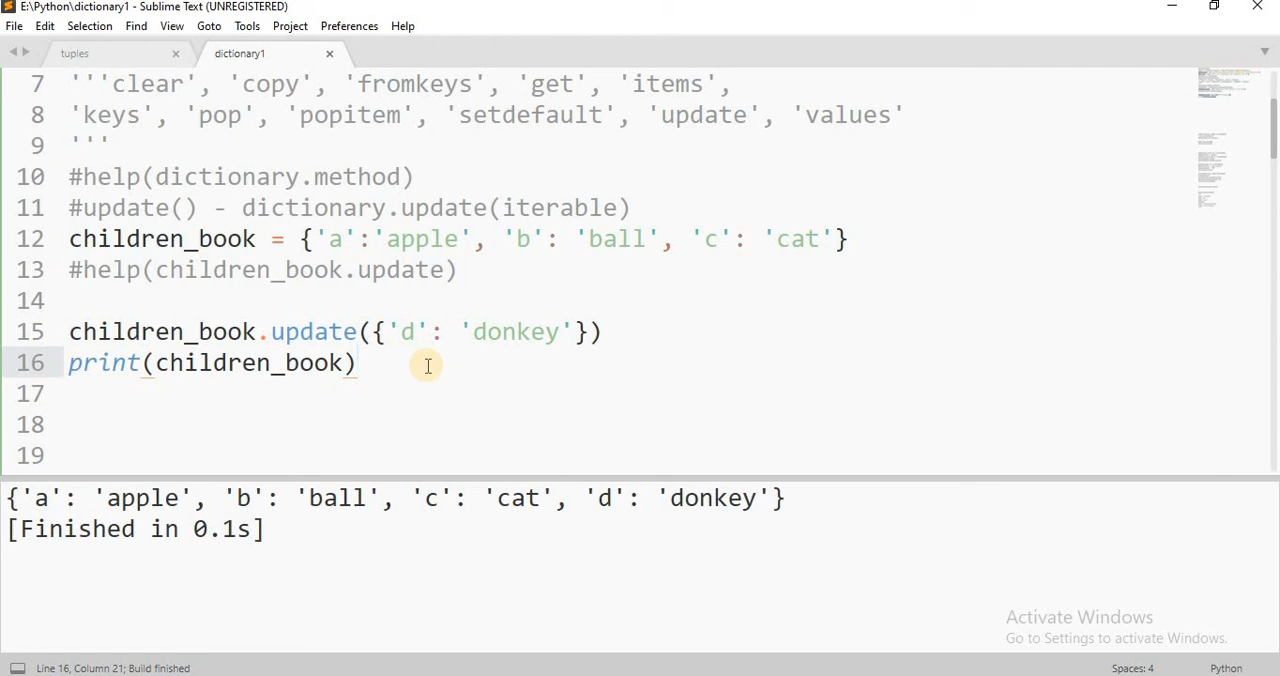 E:\Python\dictionary1 - Sublime Text (UNREGISTERED)
File Edit Selection Find View Goto Tools Project Preferences Help
tuples dictionary1
7 '''clear', 'copy', 'fromkeys', 'get', 'items',
8 'keys', 'pop', 'popitem', 'setdefault', 'update', 'values'
9 '''
10 #help(dictionary.method)
11 #update() - dictionary.update(iterable)
12 children_book = {'a':'apple', 'b': 'ball', 'c': 'cat'}
13 #help(children_book.update)
14
15 children_book.update({'d': 'donkey'})
16 print(children_book)
17
18
19
{'a': 'apple', 'b': 'ball', 'c': 'cat', 'd': 'donkey'}
[Finished in 0.1s]
Activate Windows
Go to Settings to activate Windows.
Line 16, Column 21; Build finished Spaces: 4 Python